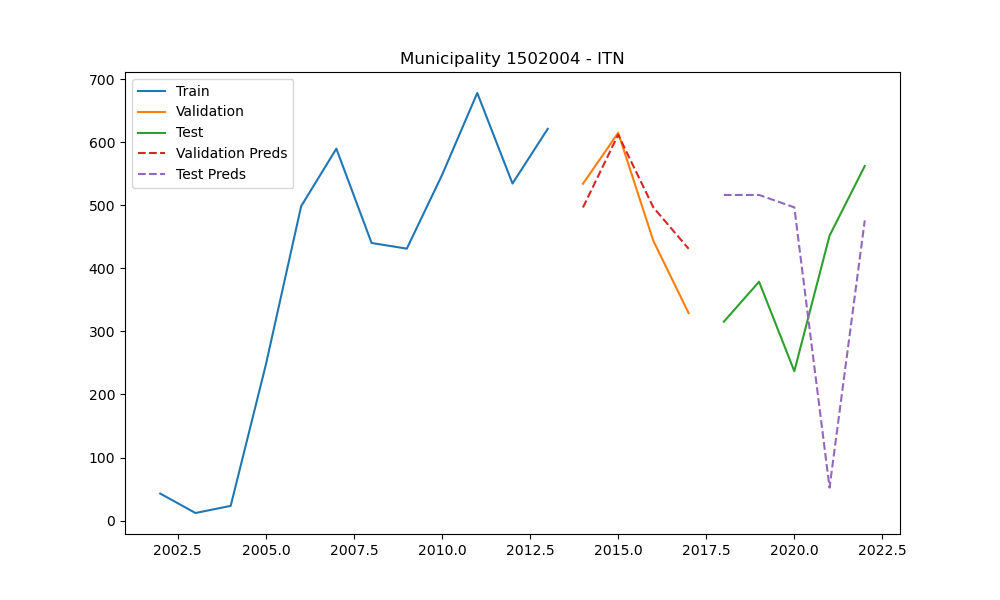 Municipality 1502004 - ITN
Train
Validation
Test
Validation Preds
Test Preds
700
600
500
400
300
200
100
0
2002.5 2005.0 2007.5 2010.0 2012.5 2015.0 2017.5 2020.0 2022.5